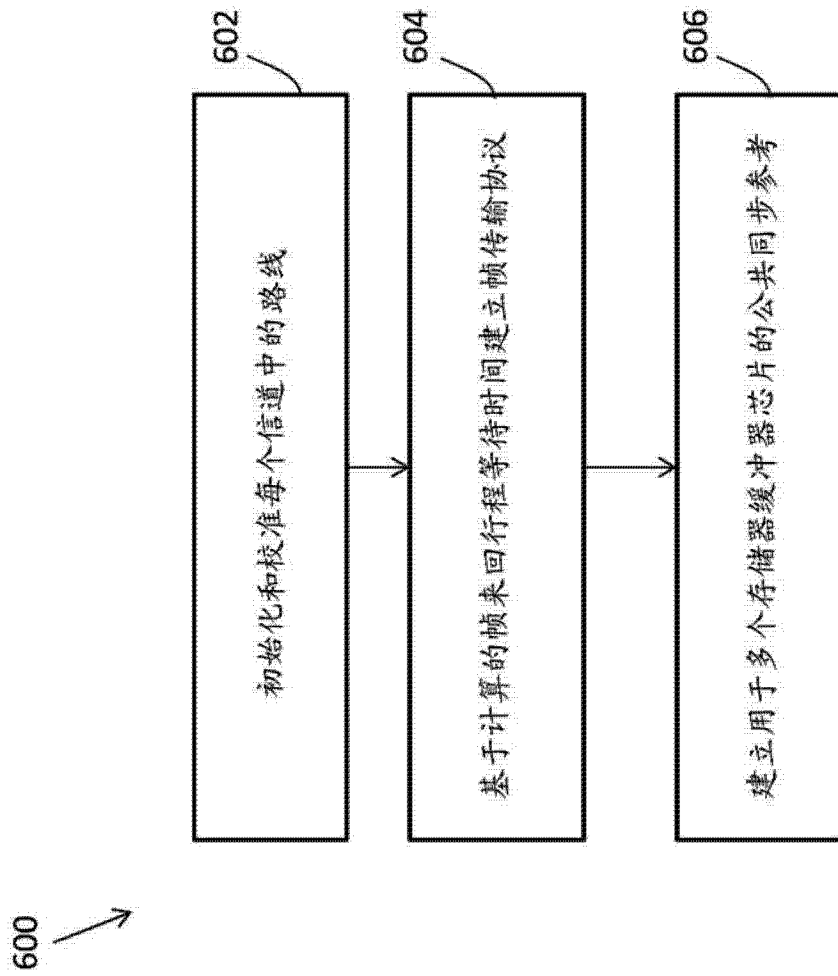 600
602
初始化和校准每个信道中的路线
604
基于计算的帧来回行程等待时间建立帧传输协议
606
建立用于多个存储器缓冲器芯片的公共同步参考